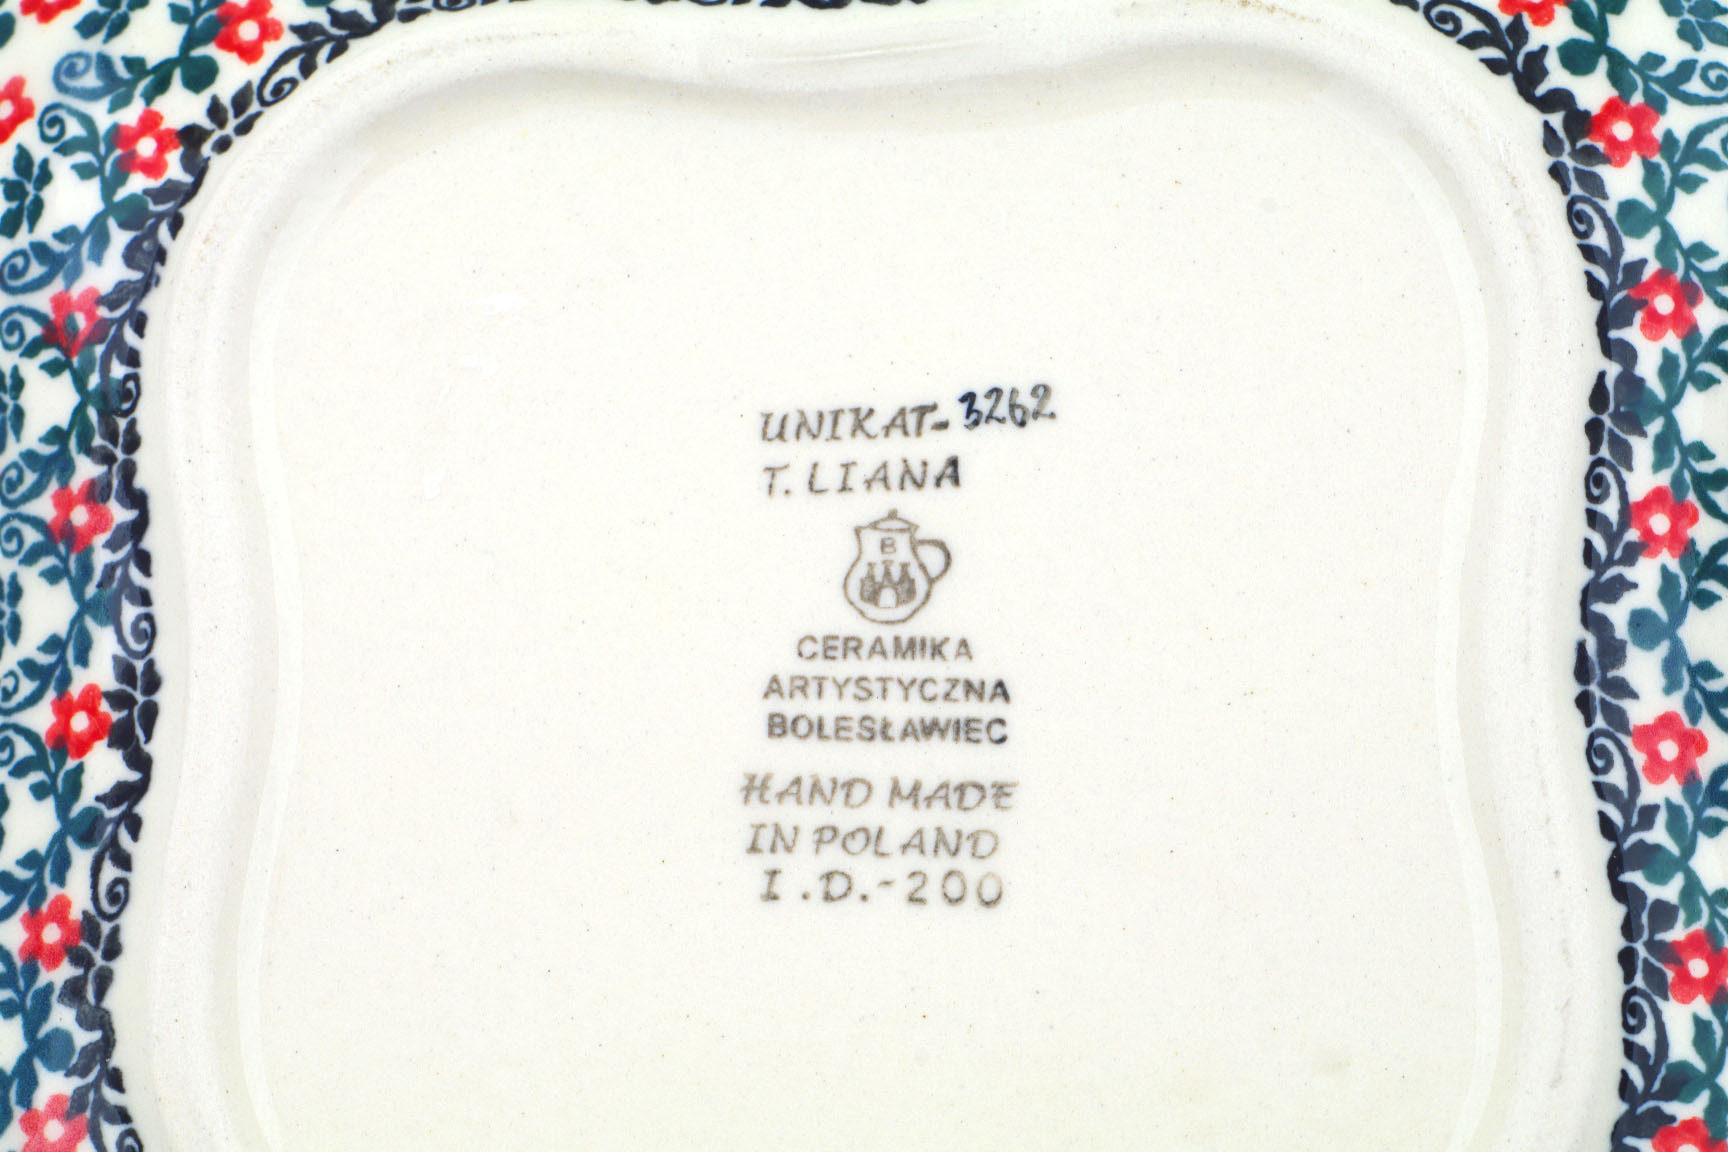 UNIKAT-3262
T. LIANA
B
CERAMIKA
ARTYSTYCZNA
BOLESŁAWIEC
HAND MADE
IN POLAND
I.D.-200